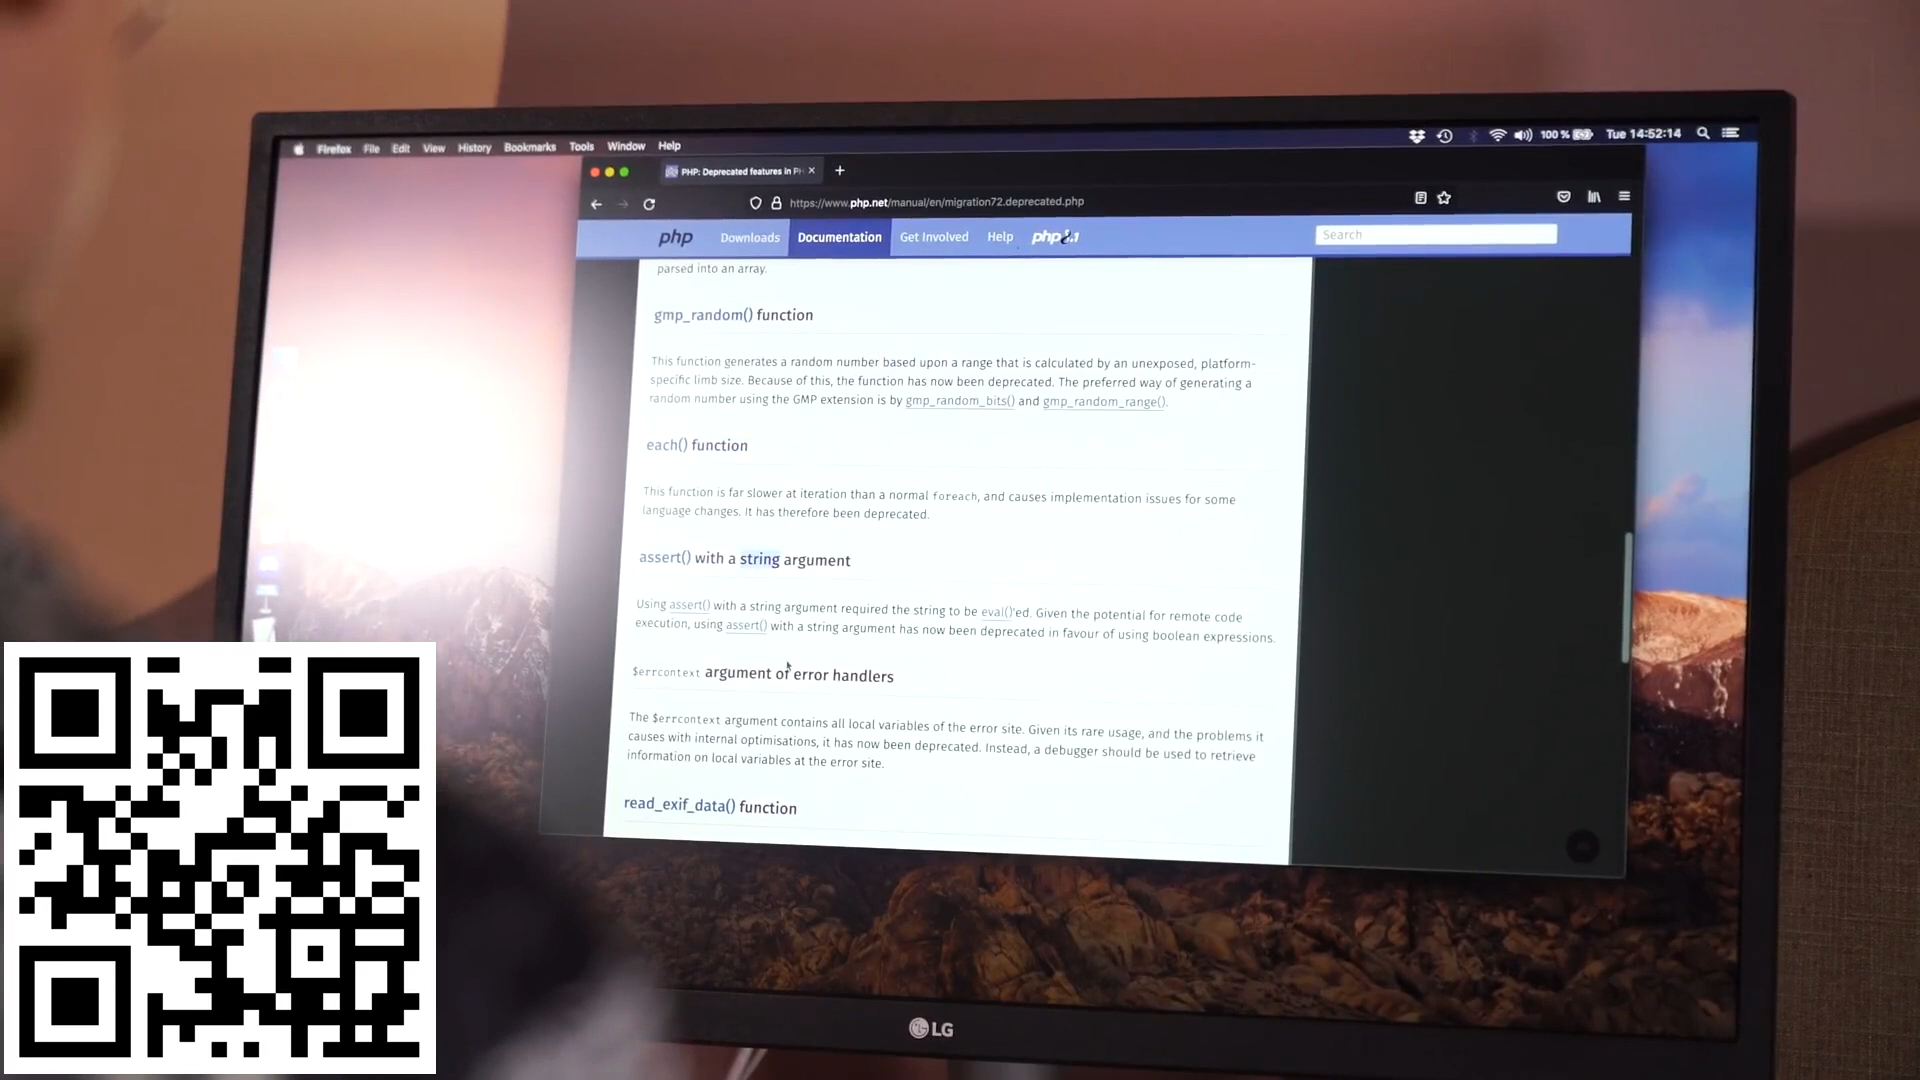 Firefox File Edit View History Bookmarks Tools Window Help
100 % Tue 14:52:14
PHP: Deprecated features in PH
https://www.php.net/manual/en/migration72.deprecated.php
php Downloads Documentation Get Involved Help php8.1 Search
parsed into an array.
gmp_random() function
This function generates a random number based upon a range that is calculated by an unexposed, platform-
specific limb size. Because of this, the function has now been deprecated. The preferred way of generating a
random number using the GMP extension is by gmp_random_bits() and gmp_random_range().
each() function
This function is far slower at iteration than a normal foreach, and causes implementation issues for some
language changes. It has therefore been deprecated.
assert() with a string argument
Using assert() with a string argument required the string to be eval()'ed. Given the potential for remote code
execution, using assert() with a string argument has now been deprecated in favour of using boolean expressions.
$errcontext argument of error handlers
The $errcontext argument contains all local variables of the error site. Given its rare usage, and the problems it
causes with internal optimisations, it has now been deprecated. Instead, a debugger should be used to retrieve
information on local variables at the error site.
read_exif_data() function
LG